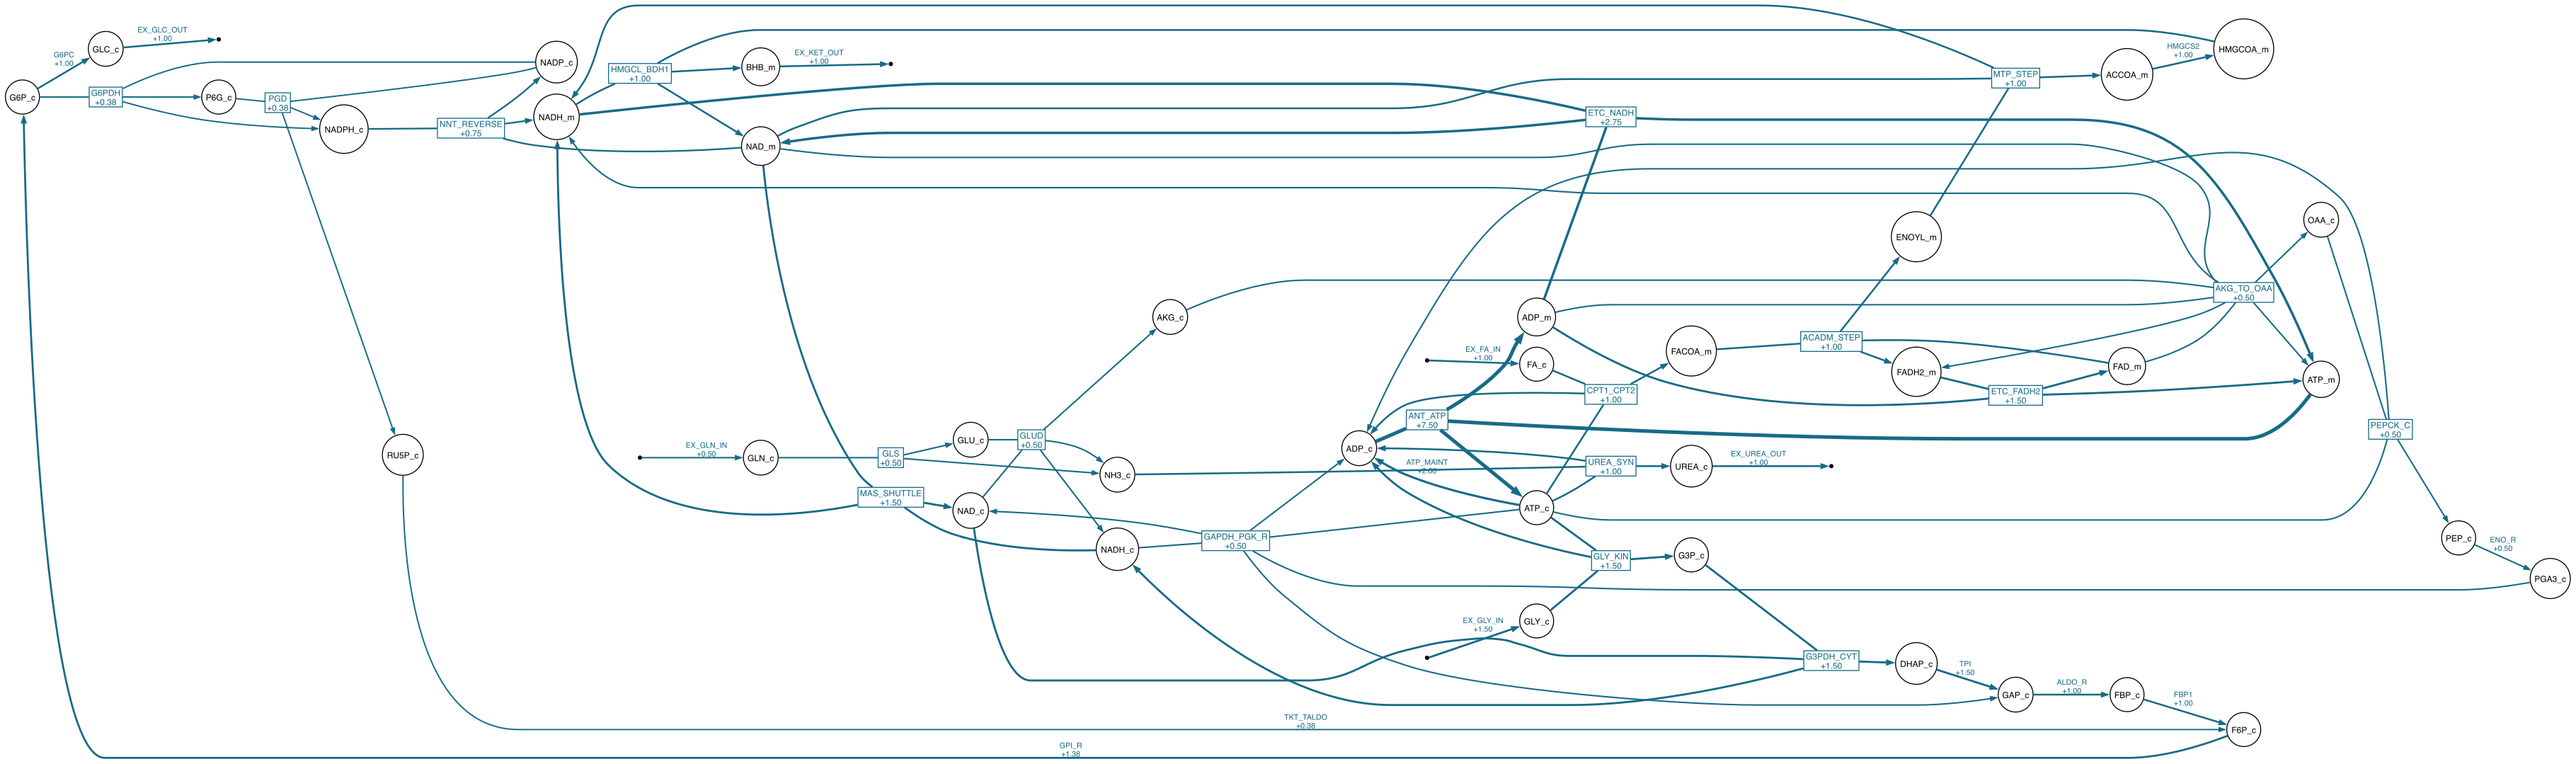 EX_GLC_OUT
+1.00
GLC_c
G6PC
+1.00
G6P_c
G6PDH
+0.38
P6G_c
PGD
+0.38
NADPH_c
NNT_REVERSE
+0.75
NADP_c
NADH_m
HMGCL_BDH1
+1.00
BHB_m
EX_KET_OUT
+1.00
NAD_m
ETC_NADH
+2.75
MTP_STEP
+1.00
ACCOA_m
HMGCS2
+1.00
HMGCOA_m
ENOYL_m
OAA_c
AKG_TO_OAA
+0.50
AKG_c
ADP_m
EX_FA_IN
+1.00
FA_c
FACOA_m
ACADM_STEP
+1.00
FADH2_m
FAD_m
ATP_m
ETC_FADH2
+1.50
CPT1_CPT2
+1.00
ANT_ATP
+7.50
PEPCK_C
+0.50
RU5P_c
EX_GLN_IN
+0.50
GLN_c
GLS
+0.50
GLU_c
GLUD
+0.50
NH3_c
ADP_c
ATP_MAINT
UREA_SYN
+1.00
UREA_c
EX_UREA_OUT
+1.00
MAS_SHUTTLE
+1.50
NAD_c
ATP_c
NADH_c
GAPDH_PGK_R
+0.50
GLY_KIN
+1.50
G3P_c
PEP_c
ENO_R
+0.50
PGA3_c
EX_GLY_IN
+1.50
GLY_c
G3PDH_CYT
+1.50
DHAP_c
TPI
+1.50
GAP_c
ALDO_R
+1.00
FBP_c
FBP1
+1.00
F6P_c
TKT_TALDO
+0.38
GPI_R
+1.38